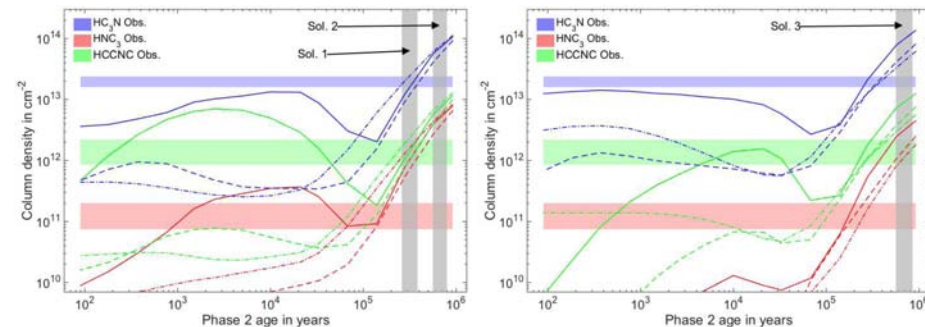 HC3N Obs.
HNC3 Obs.
HCCNC Obs.
Sol. 2
Sol. 1
10^14
10^13
10^12
10^11
10^10
Column density in cm^-2
10^2 10^3 10^4 10^5 10^6
Phase 2 age in years
HC3N Obs.
HNC3 Obs.
HCCNC Obs.
Sol. 3
10^14
10^13
10^12
10^11
10^10
Column density in cm^-2
10^2 10^3 10^4 10^5 10^6
Phase 2 age in years